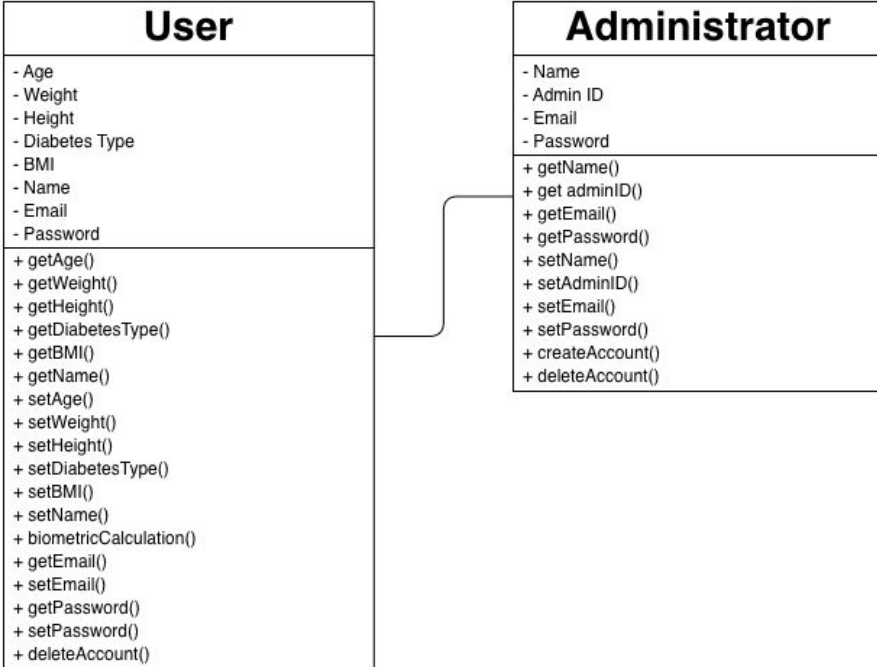 User
- Age
- Weight
- Height
- Diabetes Type
- BMI
- Name
- Email
- Password
+ getAge()
+ getWeight()
+ getHeight()
+ getDiabetesType()
+ getBMI()
+ getName()
+ setAge()
+ setWeight()
+ setHeight()
+ setDiabetesType()
+ setBMI()
+ setName()
+ biometricCalculation()
+ getEmail()
+ setEmail()
+ getPassword()
+ setPassword()
+ deleteAccount()
Administrator
- Name
- Admin ID
- Email
- Password
+ getName()
+ get adminID()
+ getEmail()
+ getPassword()
+ setName()
+ setAdminID()
+ setEmail()
+ setPassword()
+ createAccount()
+ deleteAccount()